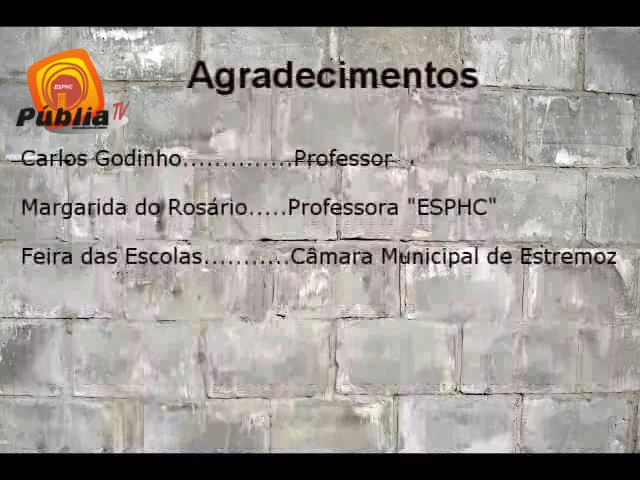 Agradecimentos
ESPHC
Públia TV
Carlos Godinho..............Professor .
Margarida do Rosário.....Professora "ESPHC"
Feira das Escolas...........Câmara Municipal de Estremoz